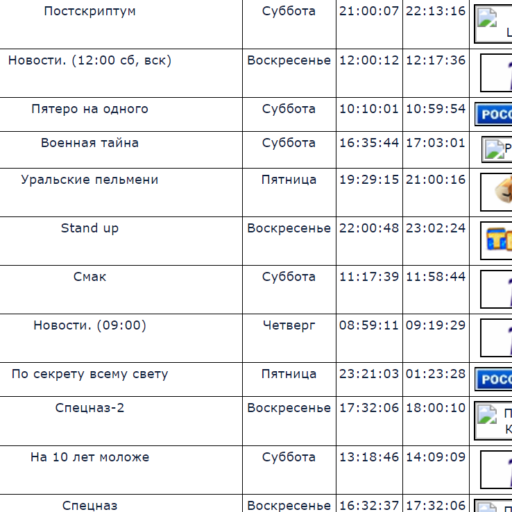 Постскриптум Суббота 21:00:07 22:13:16
Новости. (12:00 сб, вск) Воскресенье 12:00:12 12:17:36
Пятеро на одного Суббота 10:10:01 10:59:54
Военная тайна Суббота 16:35:44 17:03:01
Уральские пельмени Пятница 19:29:15 21:00:16
Stand up Воскресенье 22:00:48 23:02:24
Смак Суббота 11:17:39 11:58:44
Новости. (09:00) Четверг 08:59:11 09:19:29
По секрету всему свету Пятница 23:21:03 01:23:28
Спецназ-2 Воскресенье 17:32:06 18:00:10
На 10 лет моложе Суббота 13:18:46 14:09:09
Спецназ Воскресенье 16:32:37 17:32:06